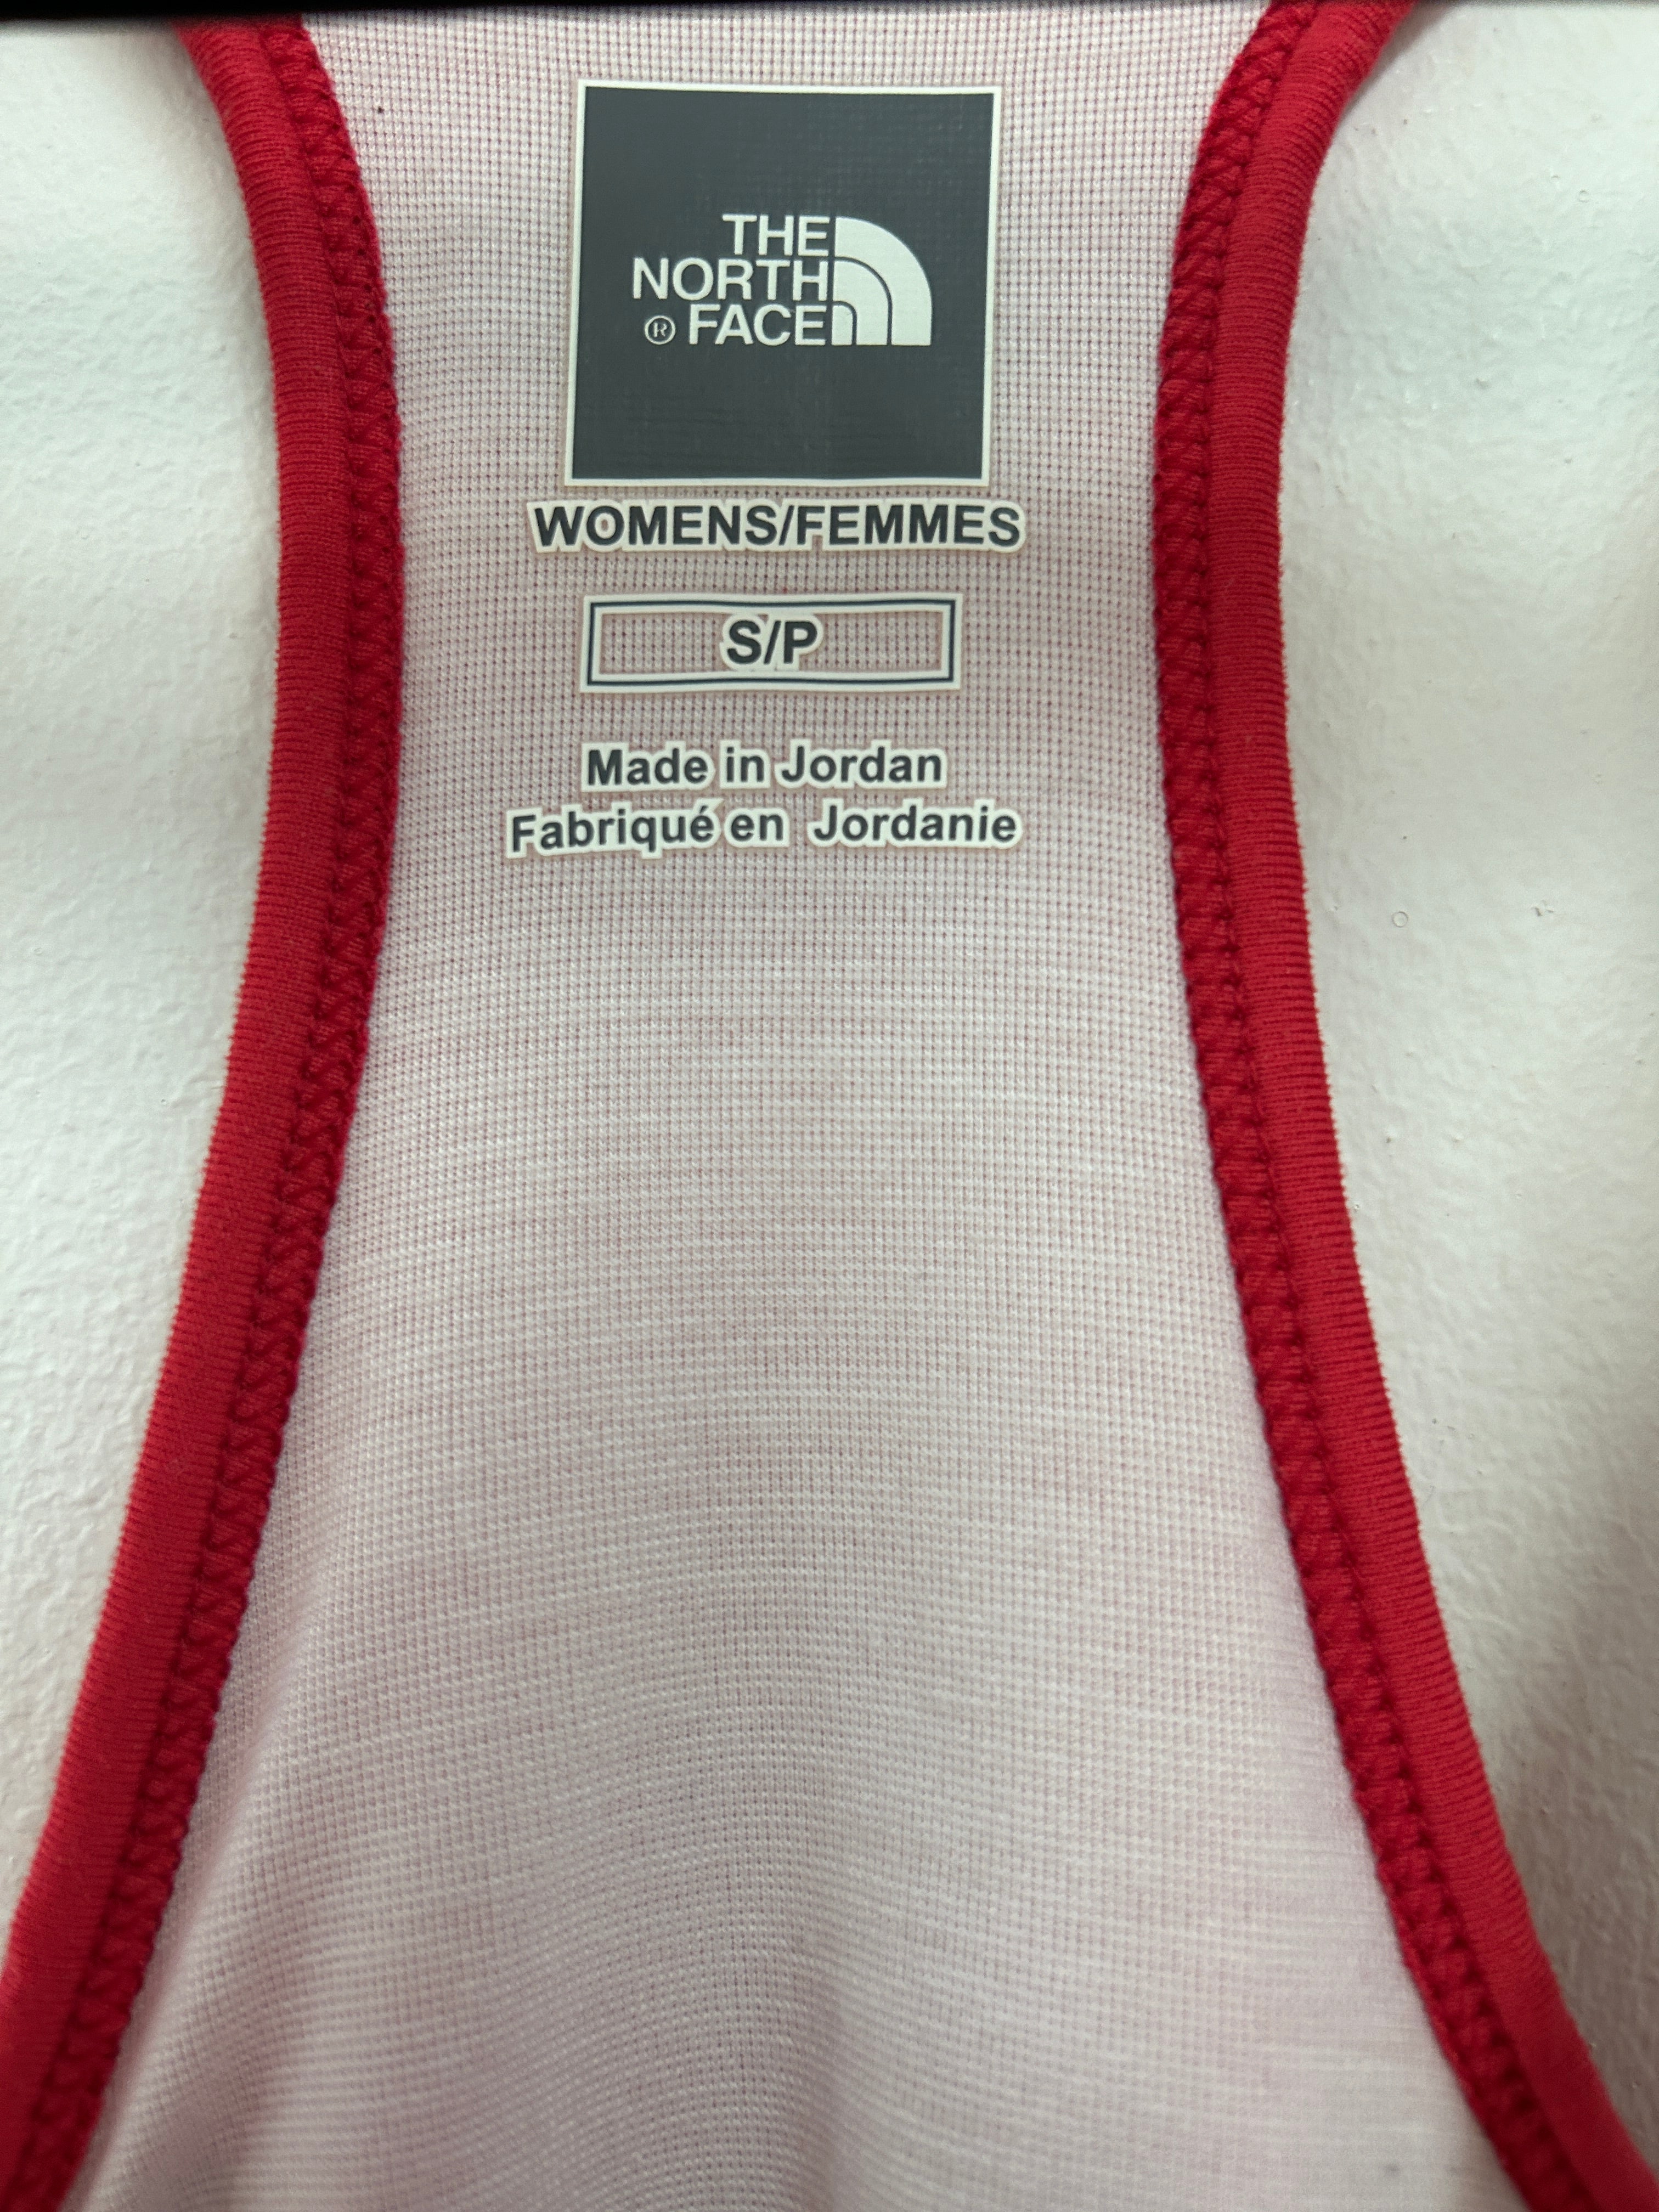 THE
NORTH
® FACE
WOMENS/FEMMES
S/P
Made in Jordan
Fabriqué en Jordanie